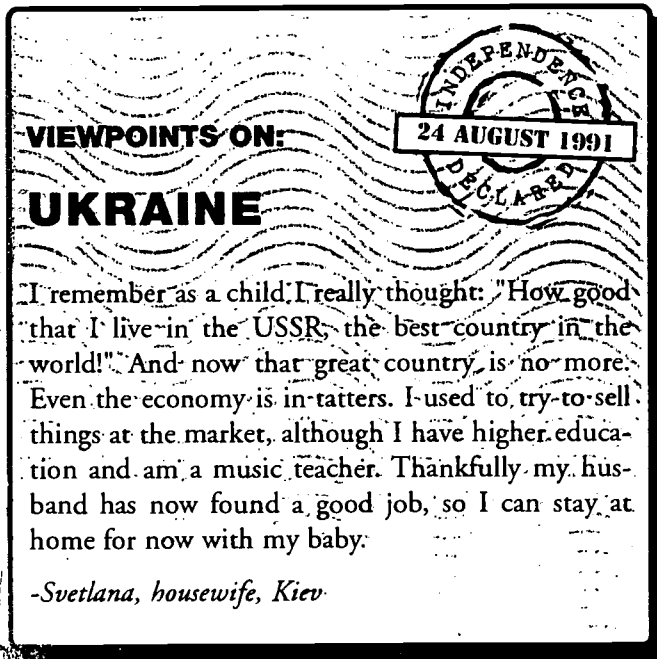 INDEPENDENCE
24 AUGUST 1991
DECLARED
VIEWPOINTS ON:
UKRAINE
I remember as a child I really thought: "How good
that I live in the USSR, the best country in the
world!" And now that great country is no more.
Even the economy is in tatters. I used to try to sell
things at the market, although I have higher educa-
tion and am a music teacher. Thankfully my hus-
band has now found a good job, so I can stay at
home for now with my baby.
-Svetlana, housewife, Kiev